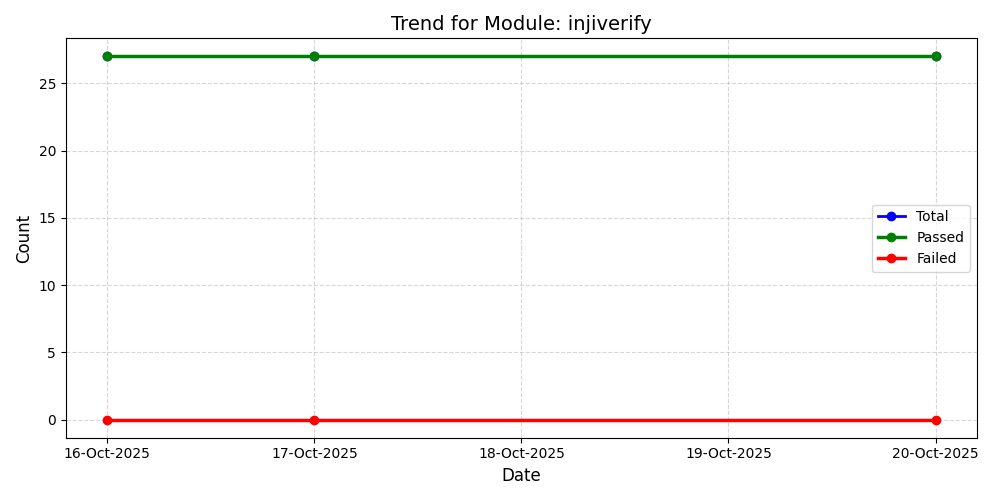 Trend for Module: injiverify
Count
25
20
15
10
5
0
Total
Passed
Failed
16-Oct-2025 17-Oct-2025 18-Oct-2025 19-Oct-2025 20-Oct-2025
Date